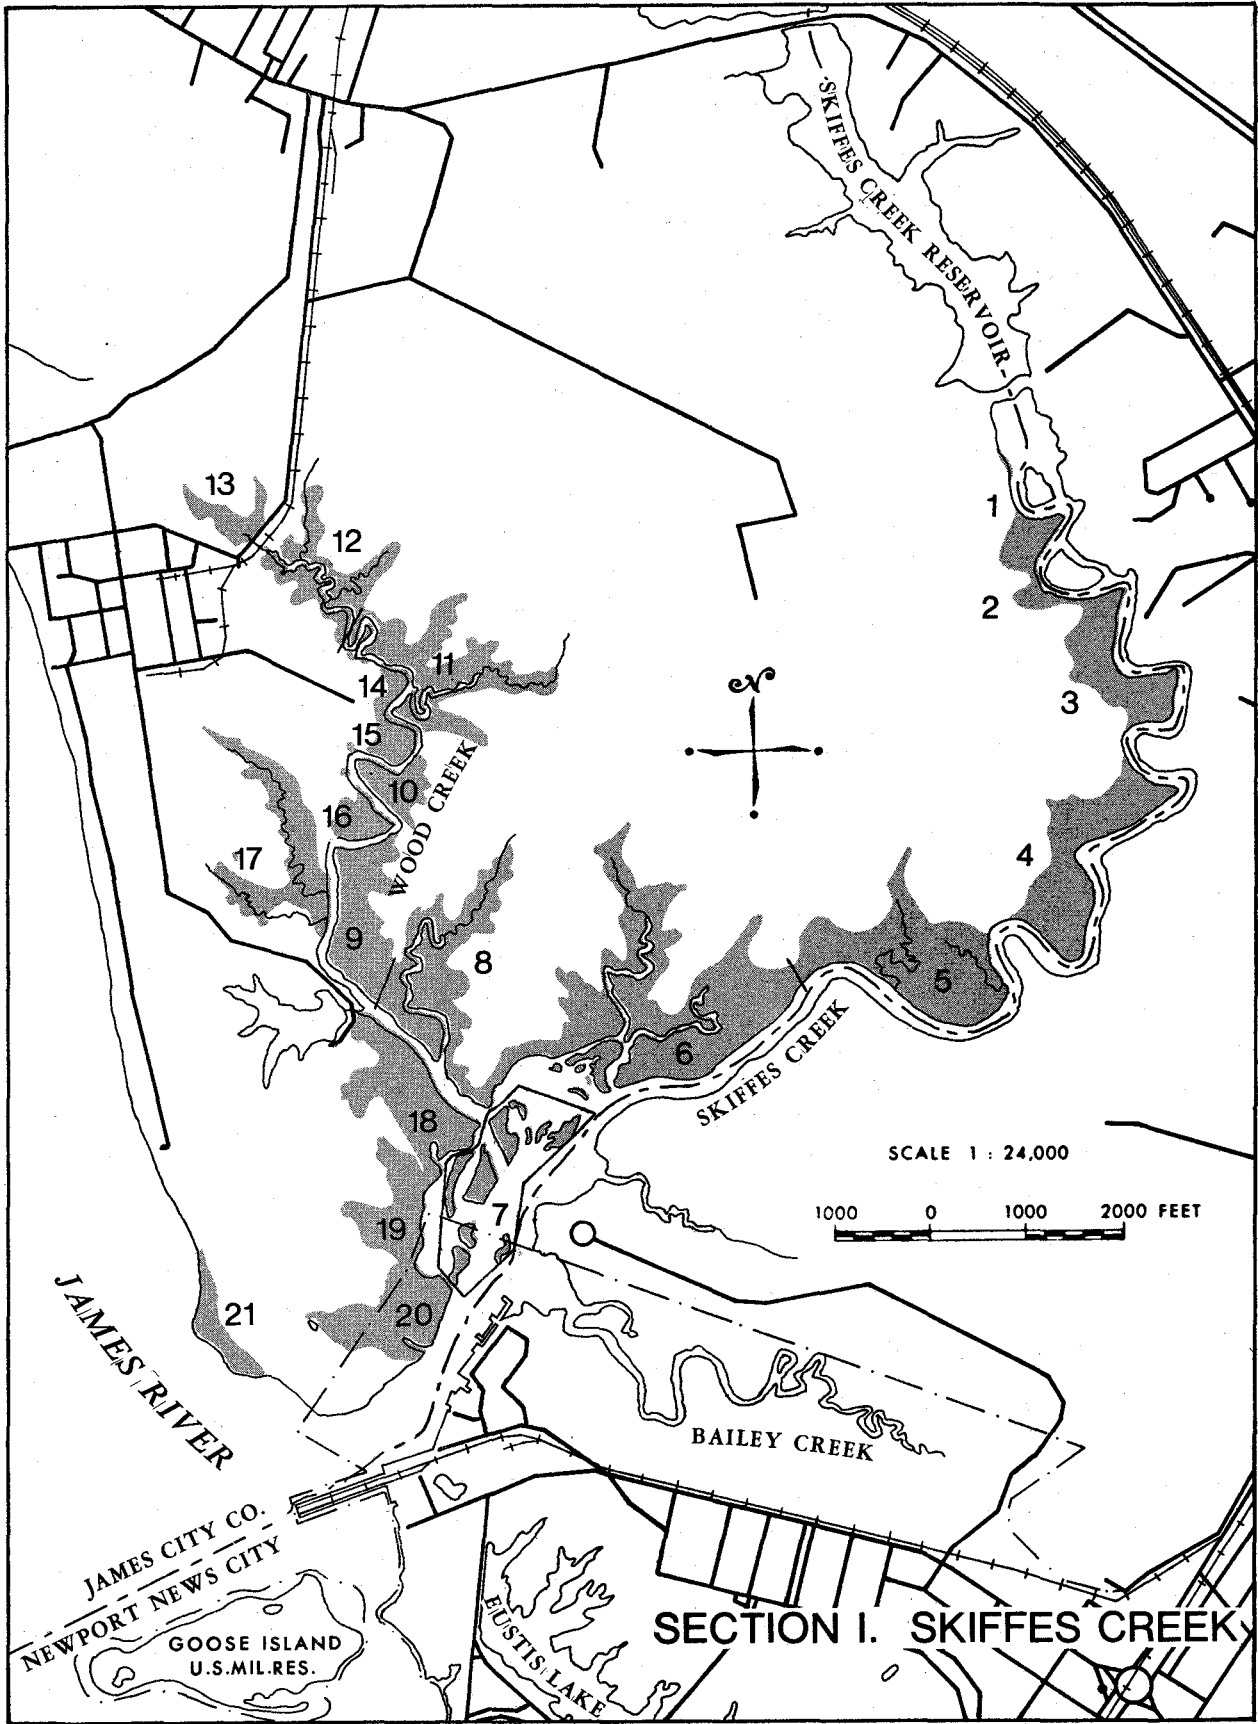 SKIFFES CREEK RESERVOIR
13
1
12
2
11
14
3
15
10
WOOD CREEK
16
4
17
9
8
5
6
SKIFFES CREEK
18
SCALE 1 : 24,000
1000 0 1000 2000 FEET
7
19
20
21
JAMES RIVER
BAILEY CREEK
JAMES CITY CO.
NEWPORT NEWS CITY
GOOSE ISLAND
U.S.MIL.RES.
EUSTIS LAKE
SECTION I. SKIFFES CREEK
N